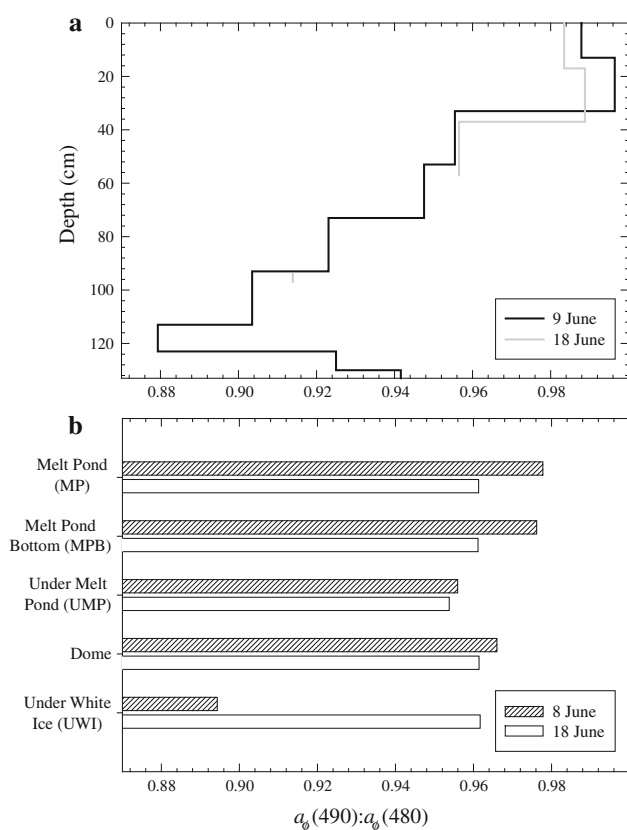 a
0
20
40
60
80
100
120
Depth (cm)
9 June
18 June
0.88 0.90 0.92 0.94 0.96 0.98
b
Melt Pond
(MP)
Melt Pond
Bottom (MPB)
Under Melt
Pond (UMP)
Dome
Under White
Ice (UWI)
8 June
18 June
0.88 0.90 0.92 0.94 0.96 0.98
aϕ(490):aϕ(480)